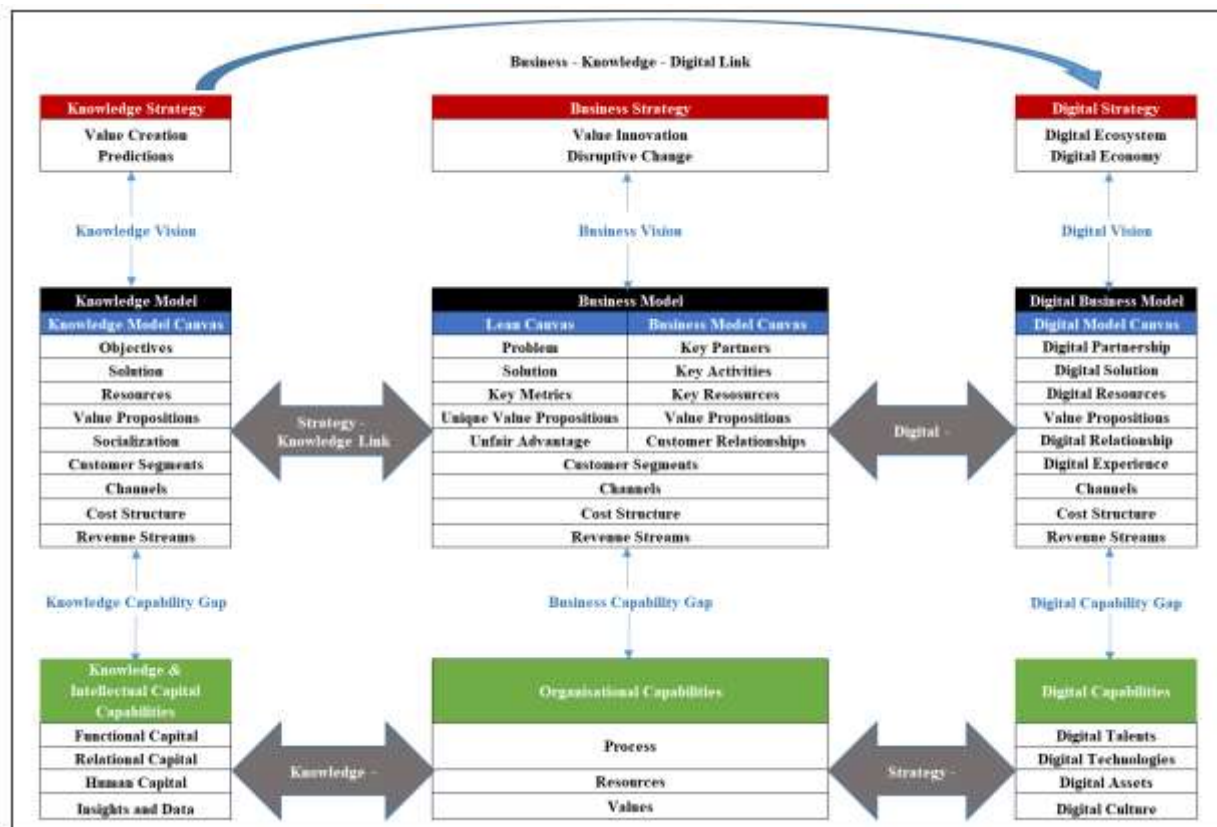 Business - Knowledge - Digital Link
Knowledge Strategy
Value Creation
Predictions
Business Strategy
Value Innovation
Disruptive Change
Digital Strategy
Digital Ecosystem
Digital Economy
Knowledge Vision
Business Vision
Digital Vision
Knowledge Model
Knowledge Model Canvas
Objectives
Solution
Resources
Value Propositions
Socialization
Customer Segments
Channels
Cost Structure
Revenue Streams
Strategy -
Knowledge Link
Business Model
Lean Canvas
Problem
Solution
Key Metrics
Unique Value Propositions
Unfair Advantage
Business Model Canvas
Key Partners
Key Activities
Key Resosurces
Value Propositions
Customer Relationships
Customer Segments
Channels
Cost Structure
Revenue Streams
Digital -
Digital Business Model
Digital Model Canvas
Digital Partnership
Digital Solution
Digital Resources
Value Propositions
Digital Relationship
Digital Experience
Channels
Cost Structure
Revenue Streams
Knowledge Capability Gap
Business Capability Gap
Digital Capability Gap
Knowledge &
Intellectual Capital
Capabilities
Functional Capital
Relational Capital
Human Capital
Insights and Data
Knowledge -
Organisational Capabilities
Process
Resources
Values
Strategy -
Digital Capabilities
Digital Talents
Digital Technologies
Digital Assets
Digital Culture